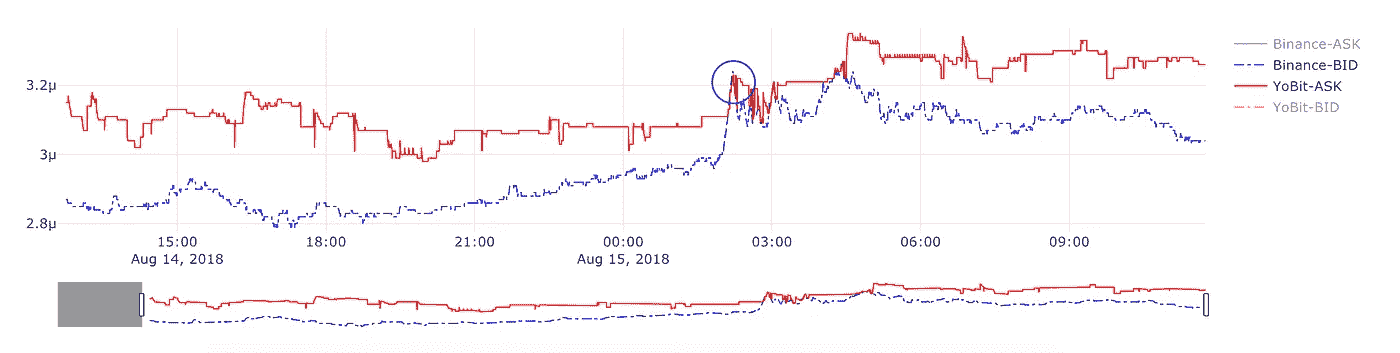 Binance-ASK
Binance-BID
YoBit-ASK
YoBit-BID
3.2μ
3μ
2.8μ
15:00 18:00 21:00 00:00 03:00 06:00 09:00
Aug 14, 2018 Aug 15, 2018